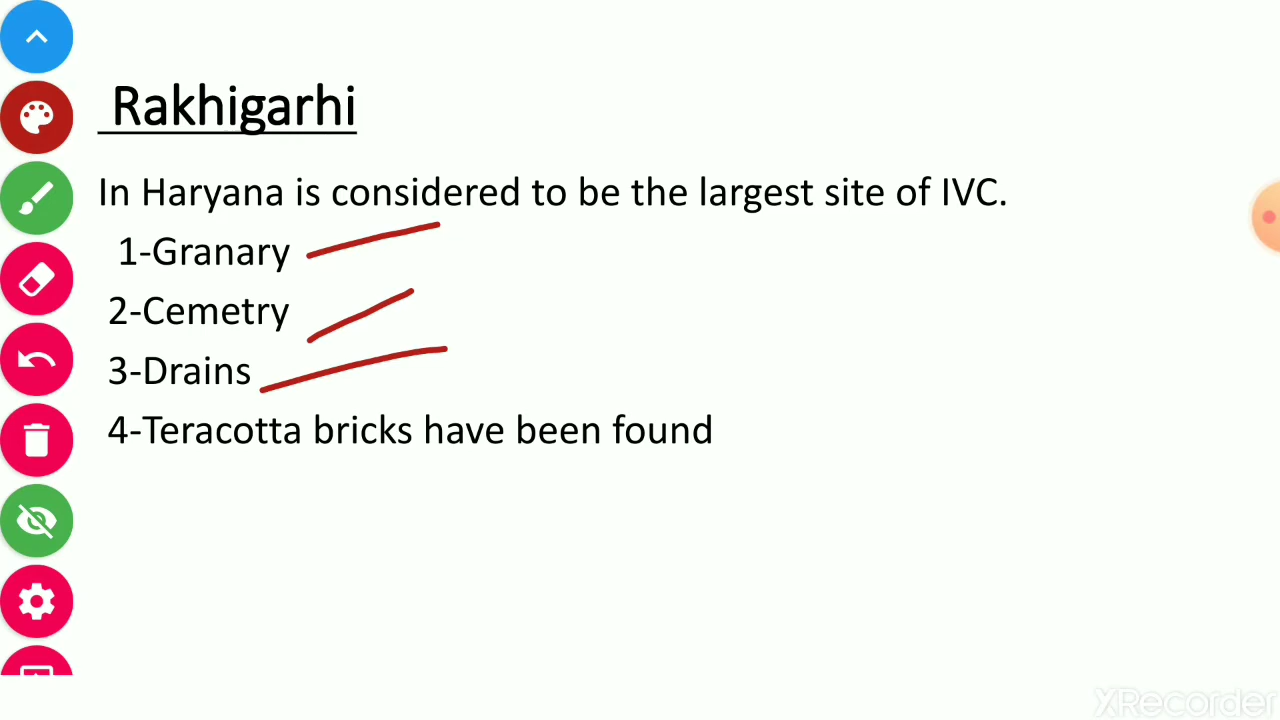 Rakhigarhi
In Haryana is considered to be the largest site of IVC.
1-Granary
2-Cemetry
3-Drains
4-Teracotta bricks have been found
XRecorder